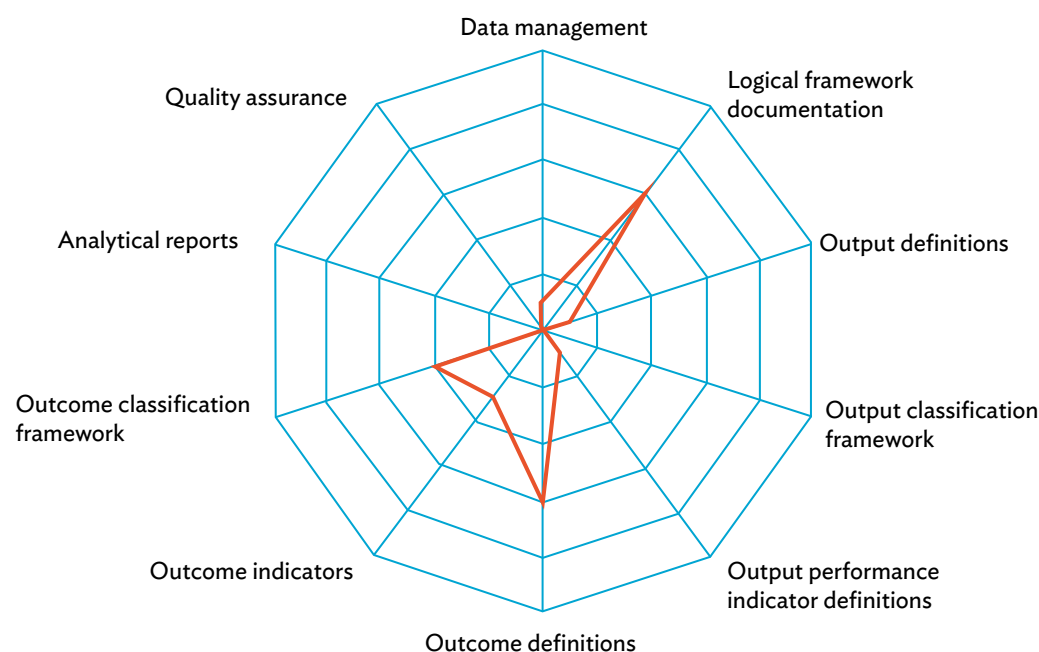 Data management
Logical framework
documentation
Quality assurance
Analytical reports
Output definitions
Outcome classification
framework
Output classification
framework
Outcome indicators
Output performance
indicator definitions
Outcome definitions